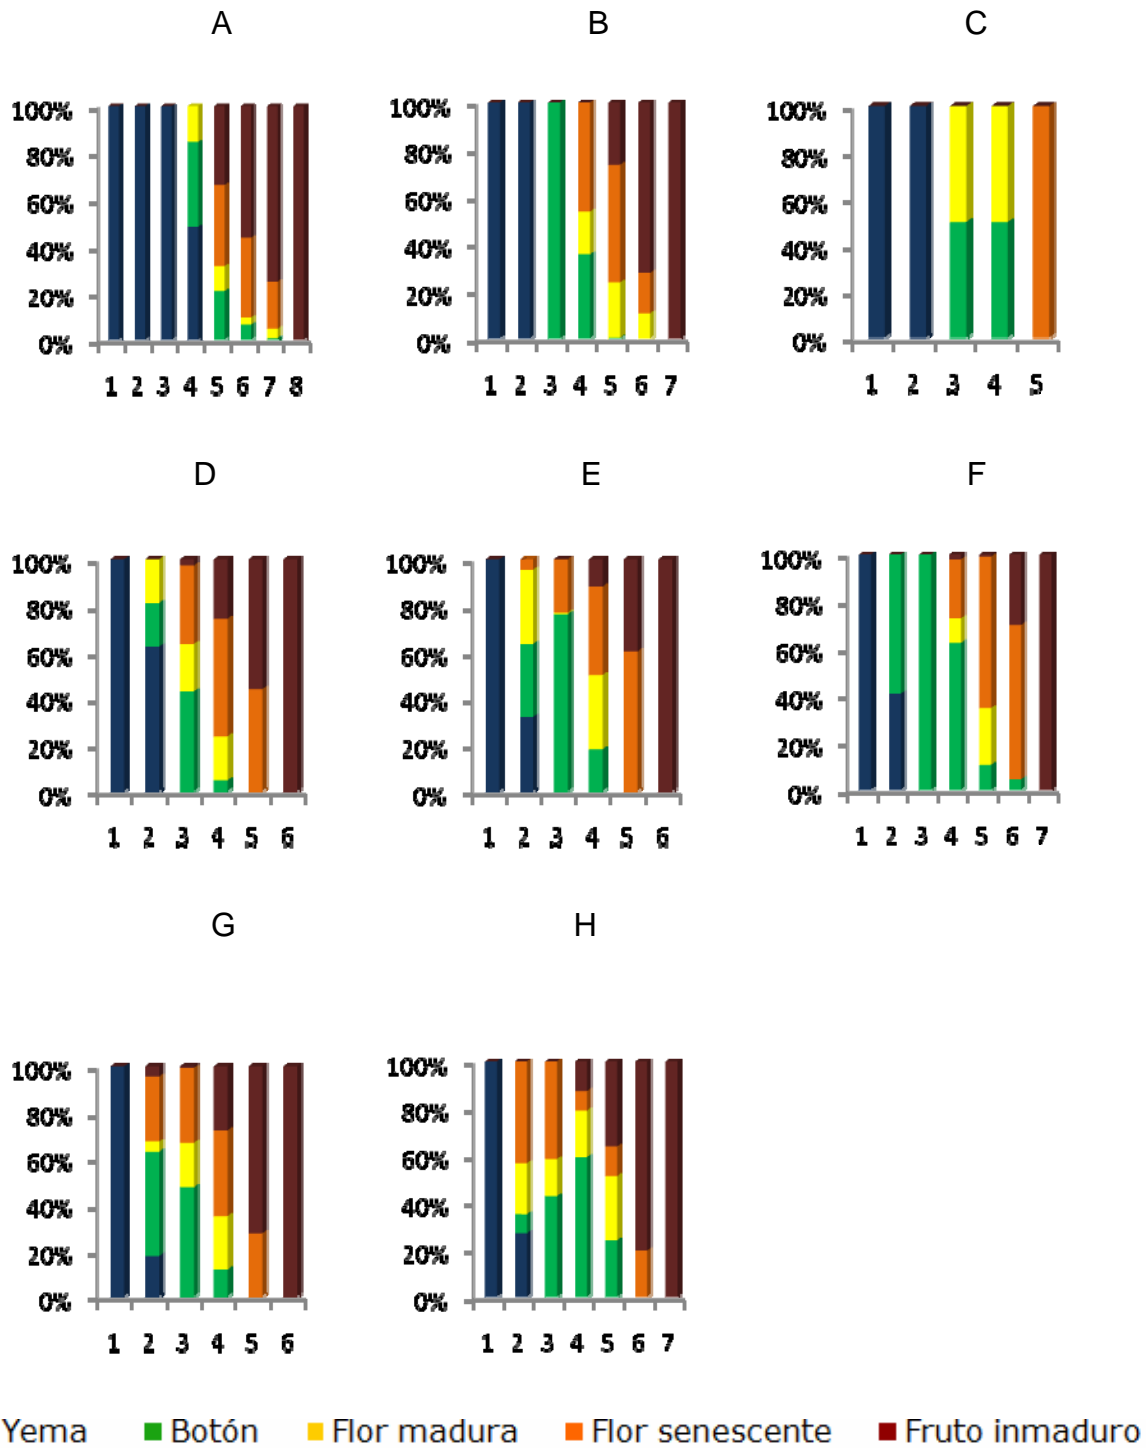 A B C
100% 100% 100%
80% 80% 80%
60% 60% 60%
40% 40% 40%
20% 20% 20%
0% 0% 0%
1 2 3 4 5 6 7 8 1 2 3 4 5 6 7 1 2 3 4 5
D E F
100% 100% 100%
80% 80% 80%
60% 60% 60%
40% 40% 40%
20% 20% 20%
0% 0% 0%
1 2 3 4 5 6 1 2 3 4 5 6 1 2 3 4 5 6 7
G H
100% 100%
80% 80%
60% 60%
40% 40%
20% 20%
0% 0%
1 2 3 4 5 6 1 2 3 4 5 6 7
Yema Botón Flor madura Flor senescente Fruto inmaduro